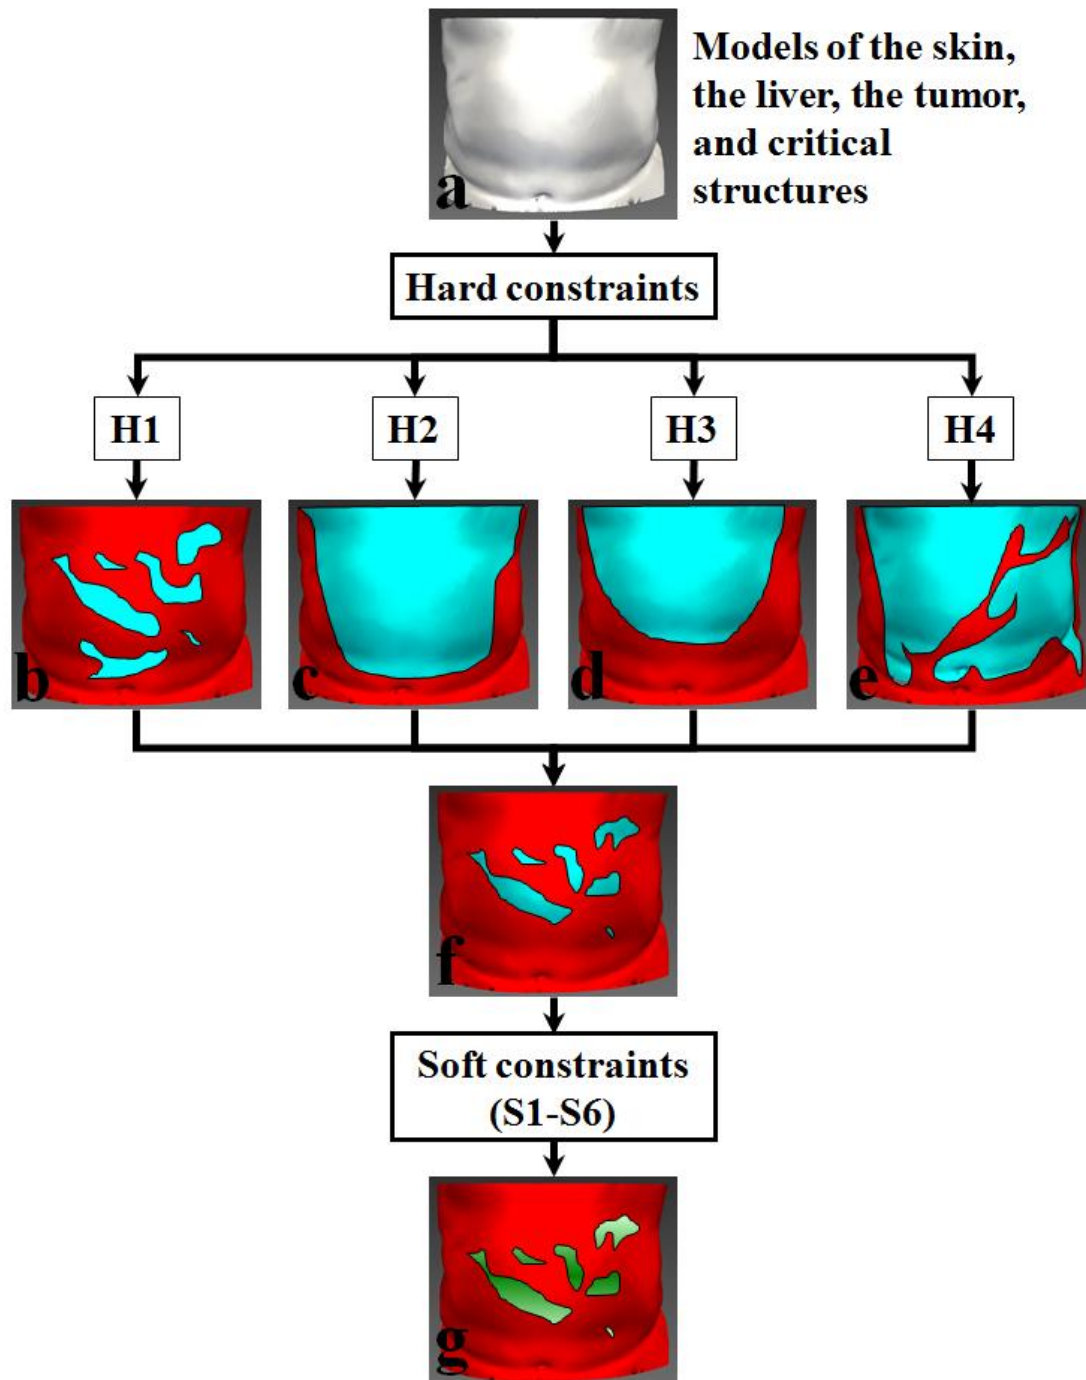 a
Models of the skin,
the liver, the tumor,
and critical
structures
Hard constraints
H1
H2
H3
H4
b
c
d
e
f
Soft constraints
(S1-S6)
g